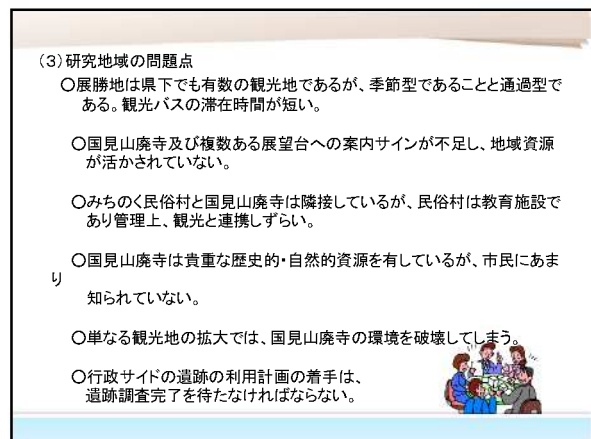 (3)研究地域の問題点
○展勝地は県下でも有数の観光地であるが、季節型であることと通過型で
ある。観光バスの滞在時間が短い。
○国見山廃寺及び複数ある展望台への案内サインが不足し、地域資源
が活かされていない。
○みちのく民俗村と国見山廃寺は隣接しているが、民俗村は教育施設で
あり管理上、観光と連携しずらい。
○国見山廃寺は貴重な歴史的・自然的資源を有しているが、市民にあま
り
知られていない。
○単なる観光地の拡大では、国見山廃寺の環境を破壊してしまう。
○行政サイドの遺跡の利用計画の着手は、
遺跡調査完了を待たなければならない。